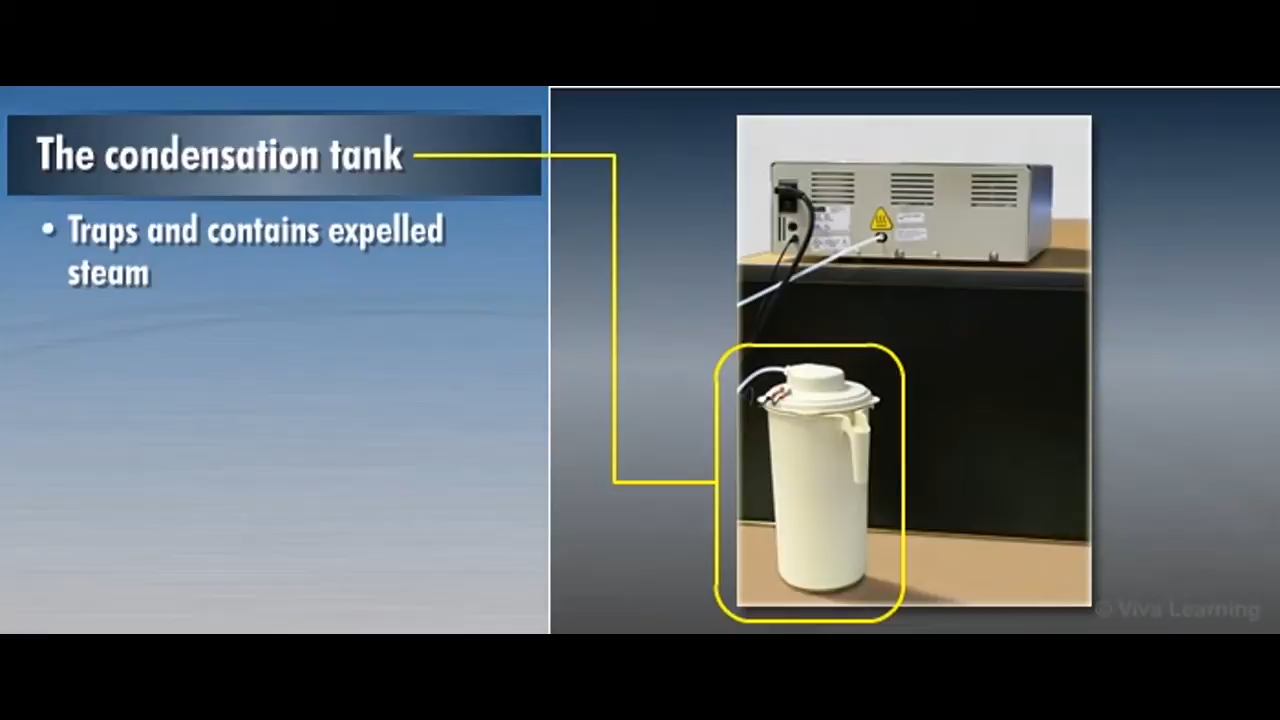 The condensation tank
• Traps and contains expelled
steam
© Viva Learning